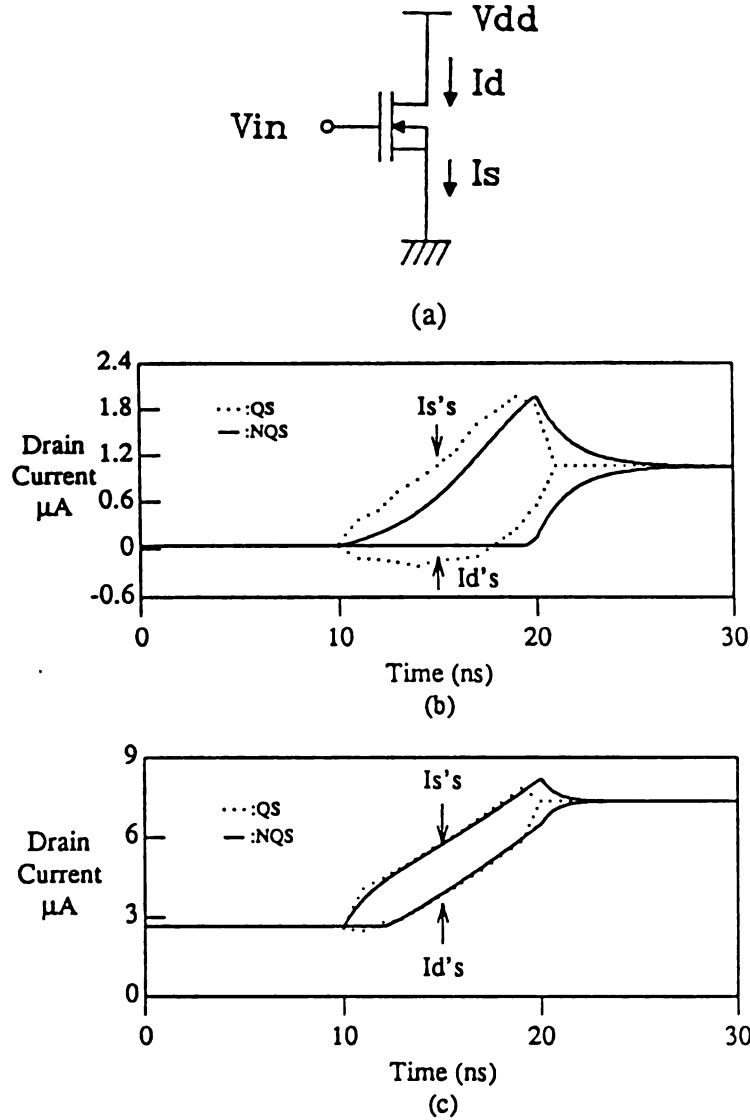 Vdd
Id
Vin
Is
(a)
2.4
1.8
1.2
0.6
0
-0.6
Drain
Current
μA
····:QS
—:NQS
Is's
Id's
0
10
20
30
Time (ns)
(b)
9
6
3
0
Drain
Current
μA
····:QS
—:NQS
Is's
Id's
0
10
20
30
Time (ns)
(c)